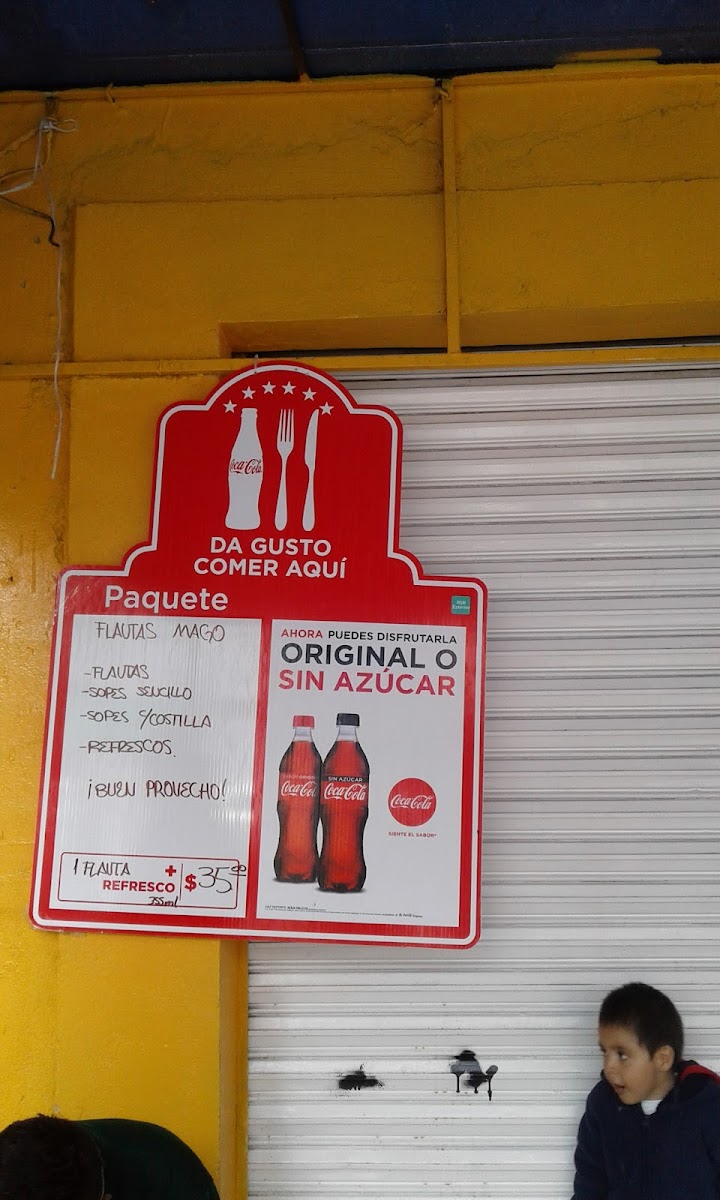 Coca-Cola
DA GUSTO
COMER AQUÍ
Paquete
FLAUTAS MAGO
-FLAUTAS
-SOPES SENCILLO
-SOPES C/COSTILLA
-REFRESCOS.
¡BUEN PROVECHO!
1 FLAUTA + REFRESCO $35.00
355ml
AHORA PUEDES DISFRUTARLA
ORIGINAL O
SIN AZÚCAR
SIN AZÚCAR
Coca-Cola
Coca-Cola
Coca-Cola
SIENTE EL SABOR